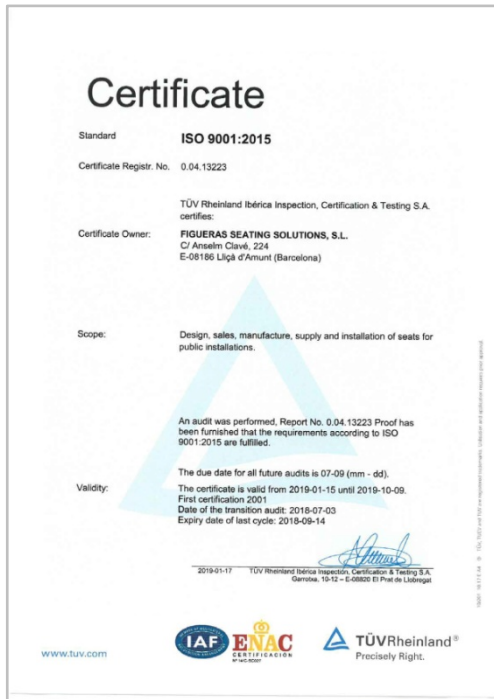 Certificate
Standard ISO 9001:2015
Certificate Registr. No. 0.04.13223
TÜV Rheinland Ibérica Inspection, Certification & Testing S.A.
certifies:
Certificate Owner: FIGUERAS SEATING SOLUTIONS, S.L.
C/ Anselm Clavé, 224
E-08186 Lliçà d'Amunt (Barcelona)
Scope: Design, sales, manufacture, supply and installation of seats for
public installations.
An audit was performed, Report No. 0.04.13223 Proof has
been furnished that the requirements according to ISO
9001:2015 are fulfilled.
The due date for all future audits is 07-09 (mm - dd).
Validity: The certificate is valid from 2019-01-15 until 2019-10-09.
First certification 2001
Date of the transition audit: 2018-07-03
Expiry date of last cycle: 2018-09-14
2019-01-17 TÜV Rheinland Ibérica Inspection, Certification & Testing S.A.
Garrotxa, 10-12 – E-08820 El Prat de Llobregat
www.tuv.com
IAF
ENAC
CERTIFICACIÓN
TÜVRheinland®
Precisely Right.